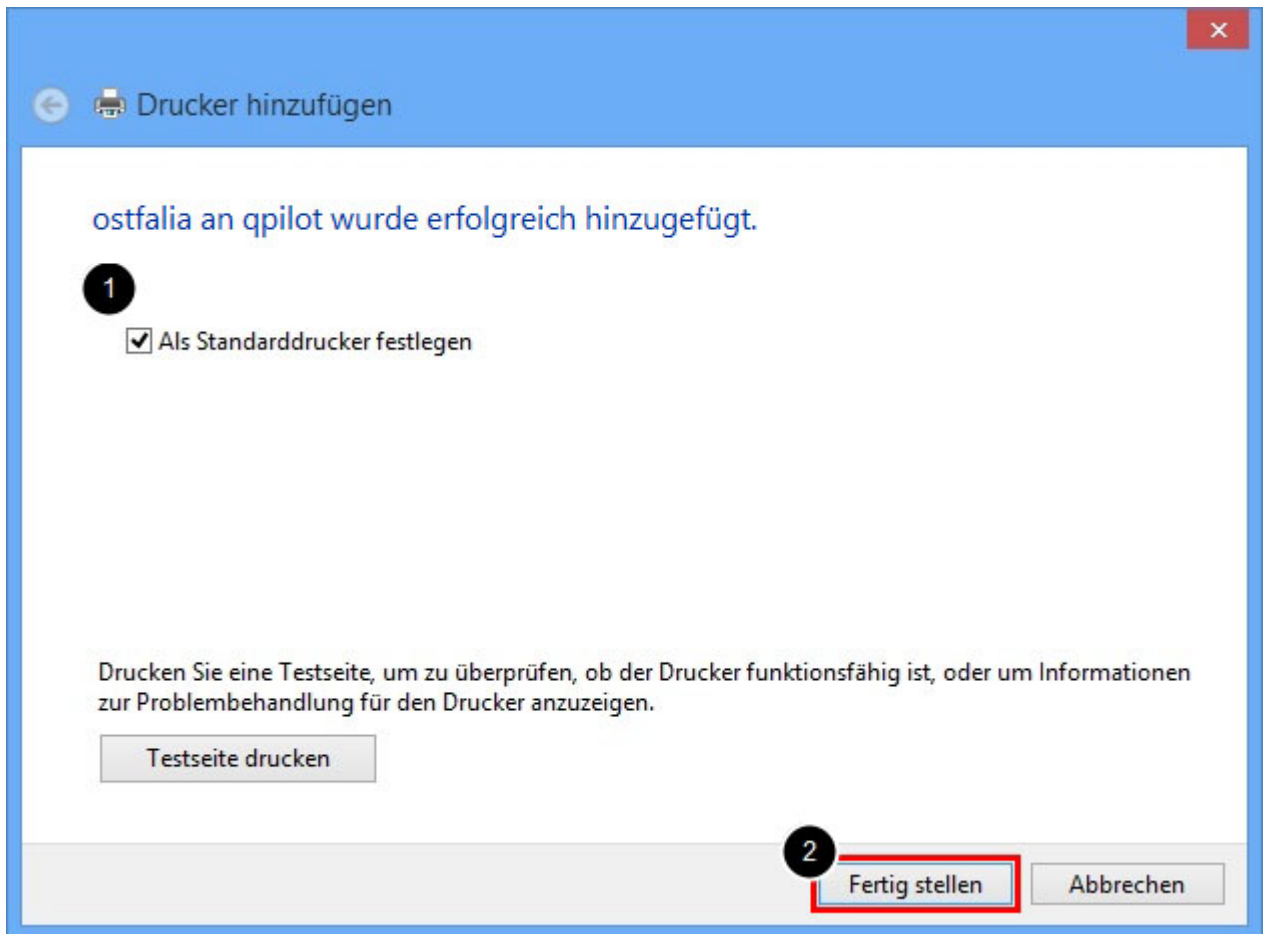 Drucker hinzufügen
ostfalia an qpilot wurde erfolgreich hinzugefügt.
1
Als Standarddrucker festlegen
Drucken Sie eine Testseite, um zu überprüfen, ob der Drucker funktionsfähig ist, oder um Informationen
zur Problembehandlung für den Drucker anzuzeigen.
Testseite drucken
2
Fertig stellen Abbrechen